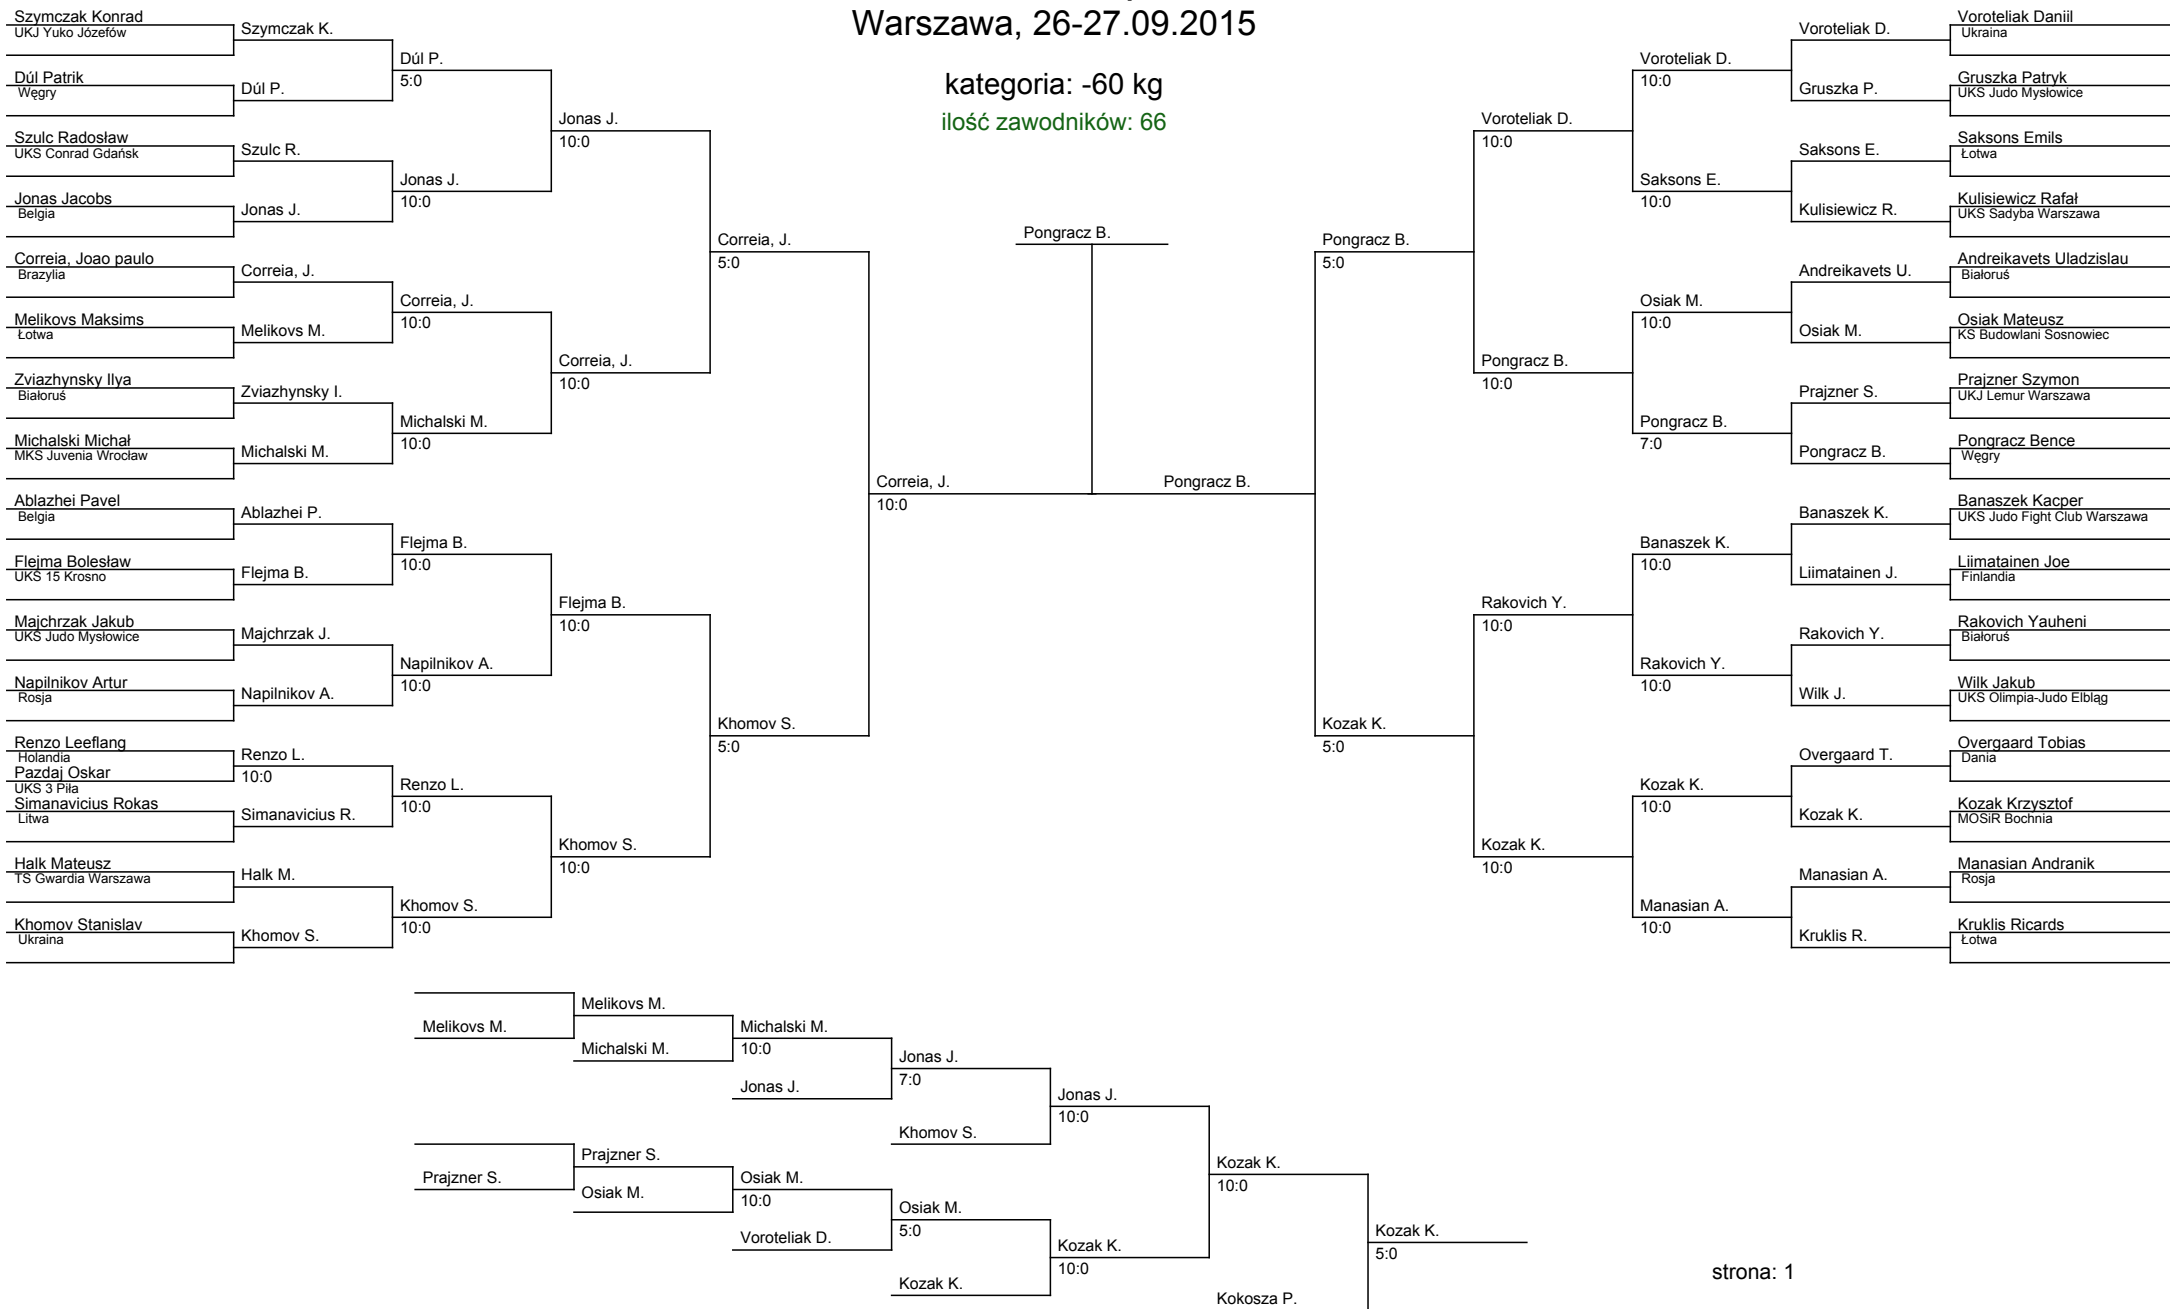 Warszawa, 26-27.09.2015
kategoria: -60 kg
ilość zawodników: 66
Szymczak Konrad
UKJ Yuko Józefów
Dúl Patrik
Węgry
Szulc Radosław
UKS Conrad Gdańsk
Jonas Jacobs
Belgia
Correia, Joao paulo
Brazylia
Melikovs Maksims
Łotwa
Zviazhynsky Ilya
Białoruś
Michalski Michał
MKS Juvenia Wrocław
Ablazhei Pavel
Belgia
Flejma Bolesław
UKS 15 Krosno
Majchrzak Jakub
UKS Judo Mysłowice
Napilnikov Artur
Rosja
Renzo Leeflang
Holandia
Pazdaj Oskar
UKS 3 Piła
Simanavicius Rokas
Litwa
Halk Mateusz
TS Gwardia Warszawa
Khomov Stanislav
Ukraina
Szymczak K.
Dúl P.
Szulc R.
Jonas J.
Correia, J.
Melikovs M.
Zviazhynsky I.
Michalski M.
Ablazhei P.
Flejma B.
Majchrzak J.
Napilnikov A.
Renzo L.
10:0
Simanavicius R.
Halk M.
Khomov S.
Dúl P.
5:0
Jonas J.
10:0
Correia, J.
10:0
Michalski M.
10:0
Flejma B.
10:0
Napilnikov A.
10:0
Renzo L.
10:0
Khomov S.
10:0
Jonas J.
10:0
Correia, J.
10:0
Flejma B.
10:0
Khomov S.
10:0
Correia, J.
5:0
Khomov S.
5:0
Correia, J.
10:0
Pongracz B.
Pongracz B.
Pongracz B.
5:0
Kozak K.
5:0
Voroteliak D.
10:0
Pongracz B.
10:0
Rakovich Y.
10:0
Kozak K.
10:0
Voroteliak D.
10:0
Saksons E.
10:0
Osiak M.
10:0
Pongracz B.
7:0
Banaszek K.
10:0
Rakovich Y.
10:0
Kozak K.
10:0
Manasian A.
10:0
Voroteliak D.
Gruszka P.
Saksons E.
Kulisiewicz R.
Andreikavets U.
Osiak M.
Prajzner S.
Pongracz B.
Banaszek K.
Liimatainen J.
Rakovich Y.
Wilk J.
Overgaard T.
Kozak K.
Manasian A.
Kruklis R.
Voroteliak Daniil
Ukraina
Gruszka Patryk
UKS Judo Mysłowice
Saksons Emils
Łotwa
Kulisiewicz Rafał
UKS Sadyba Warszawa
Andreikavets Uladzislau
Białoruś
Osiak Mateusz
KS Budowlani Sosnowiec
Prajzner Szymon
UKJ Lemur Warszawa
Pongracz Bence
Węgry
Banaszek Kacper
UKS Judo Fight Club Warszawa
Liimatainen Joe
Finlandia
Rakovich Yauheni
Białoruś
Wilk Jakub
UKS Olimpia-Judo Elbląg
Overgaard Tobias
Dania
Kozak Krzysztof
MOSiR Bochnia
Manasian Andranik
Rosja
Kruklis Ricards
Łotwa
Melikovs M.
Prajzner S.
Melikovs M.
Michalski M.
Prajzner S.
Osiak M.
Michalski M.
10:0
Jonas J.
Osiak M.
10:0
Voroteliak D.
Jonas J.
7:0
Khomov S.
Osiak M.
5:0
Kozak K.
Jonas J.
10:0
Kozak K.
10:0
Kozak K.
10:0
Kokosza P.
Kozak K.
5:0
strona: 1